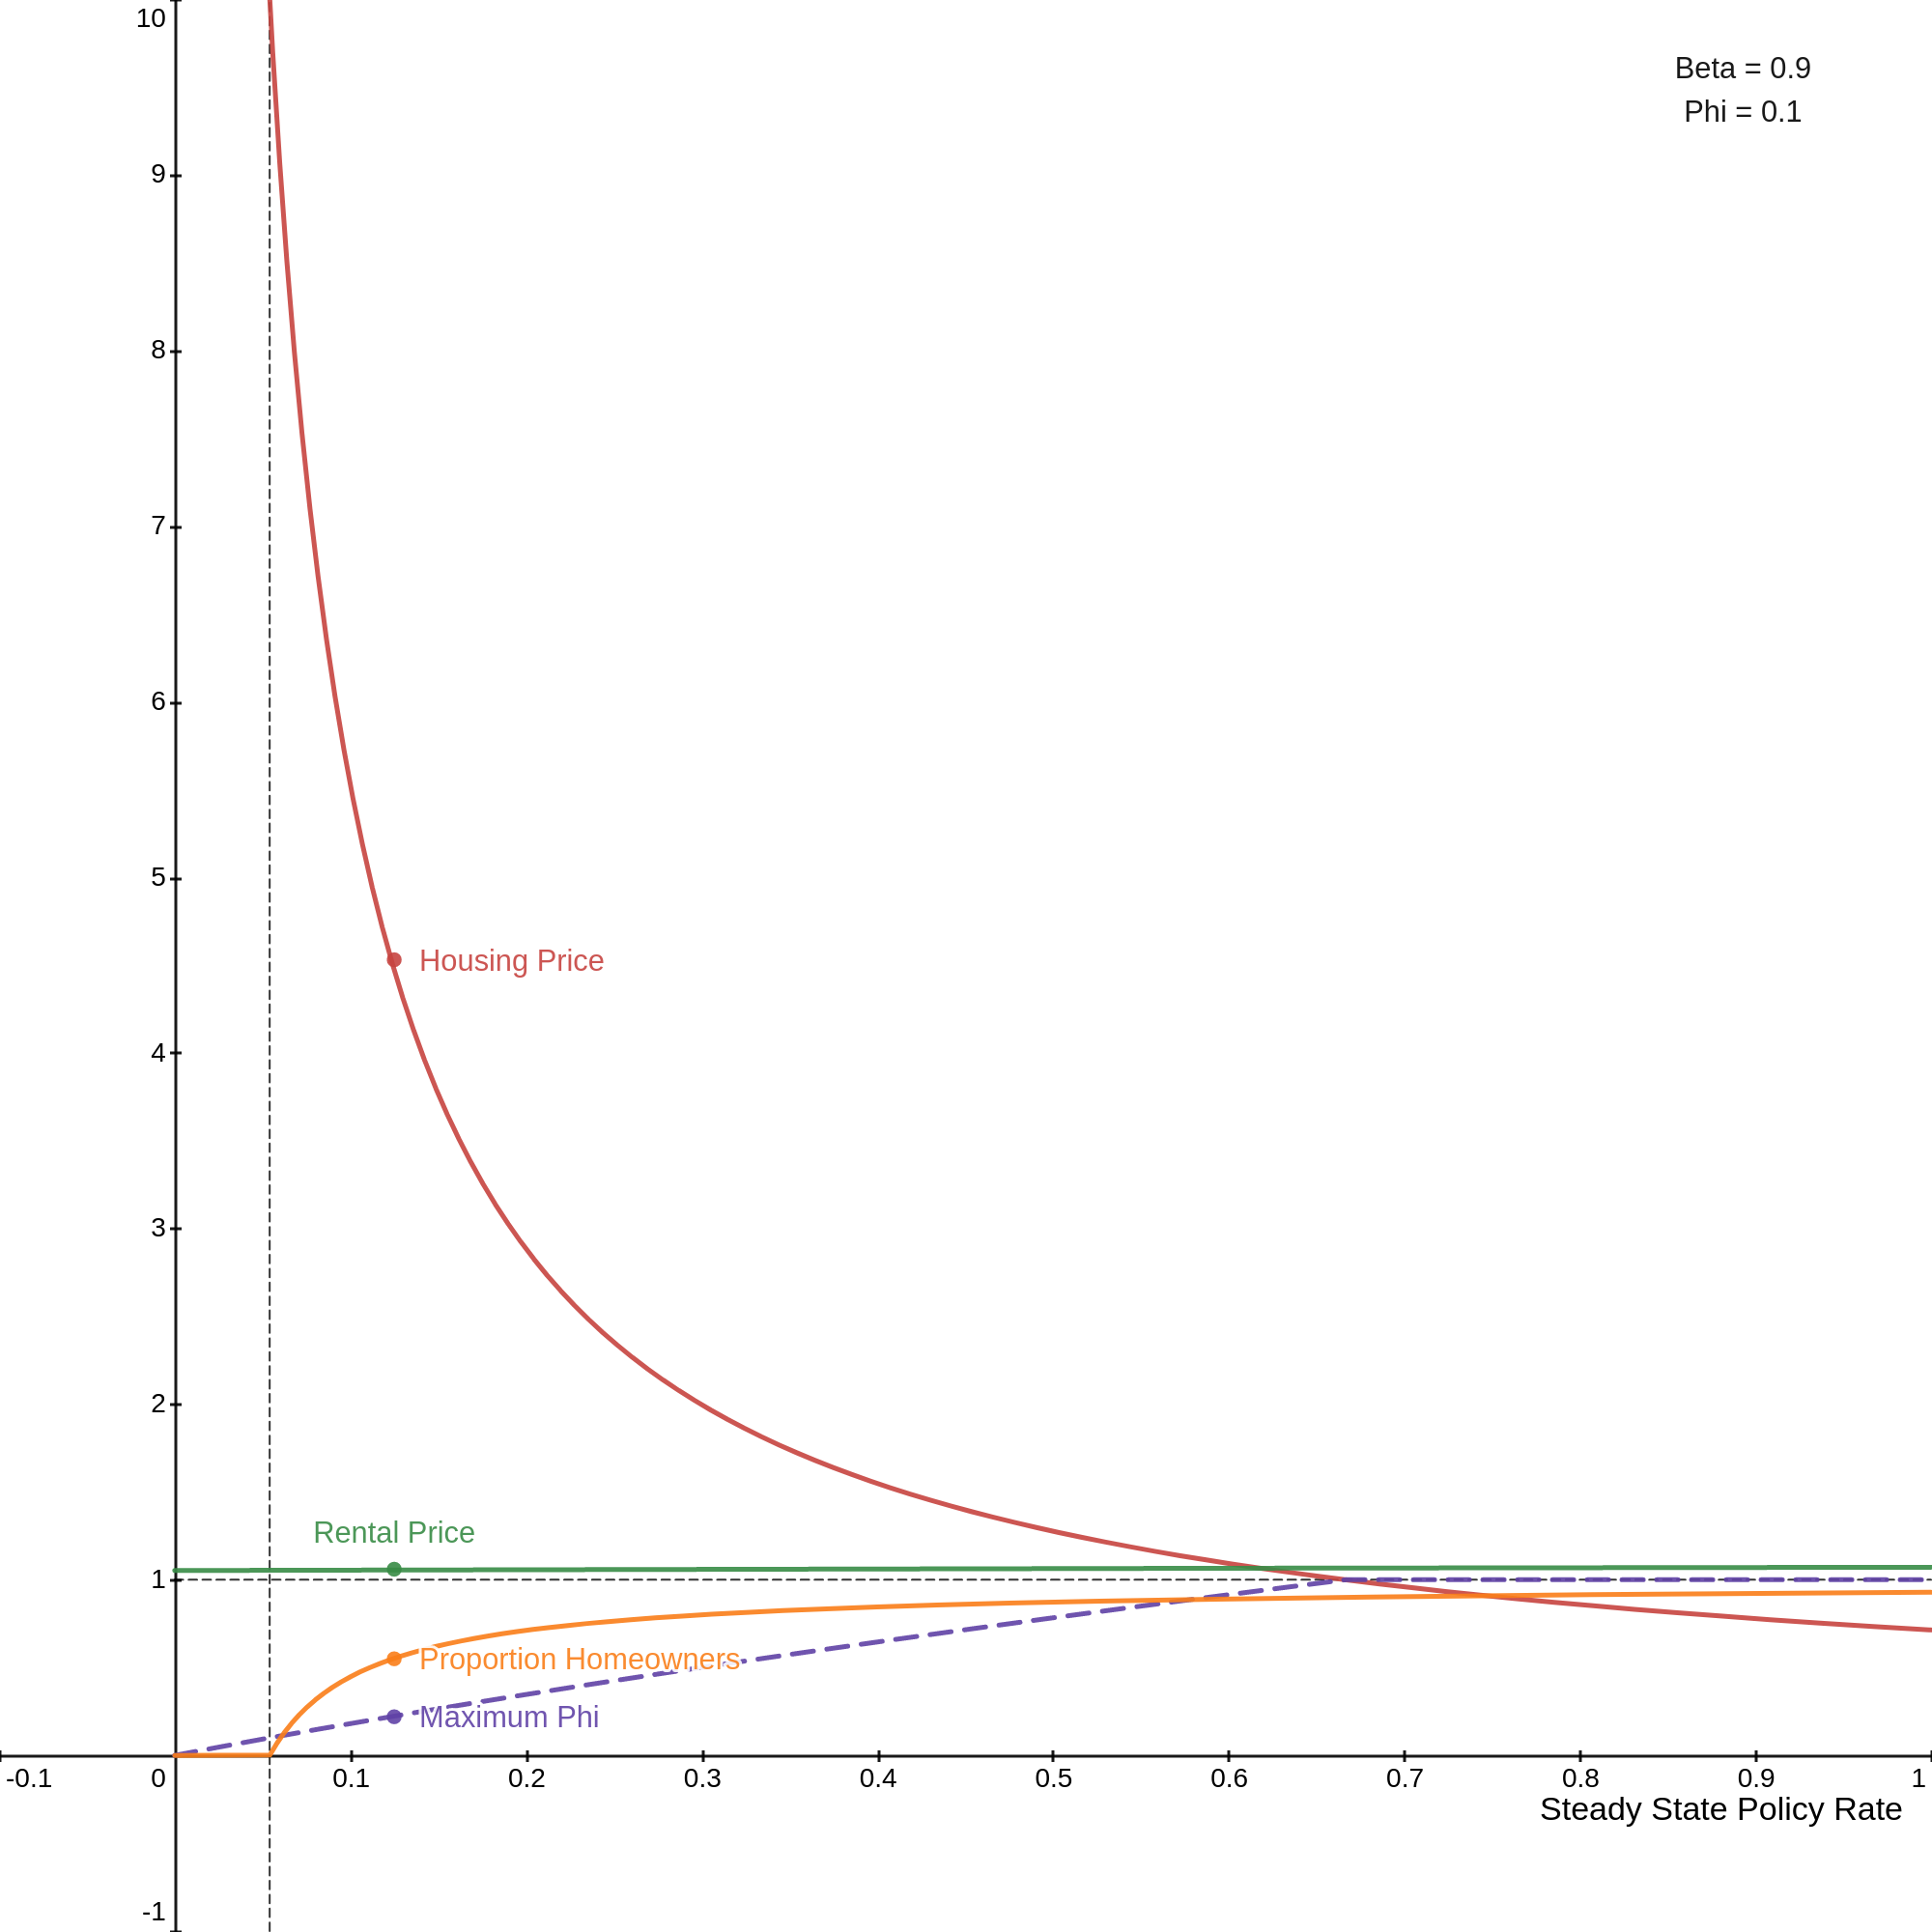 10
Beta = 0.9
Phi = 0.1
9
8
7
6
5
Housing Price
4
3
2
Rental Price
1
Proportion Homeowners
Maximum Phi
-0.1 0 0.1 0.2 0.3 0.4 0.5 0.6 0.7 0.8 0.9 1
Steady State Policy Rate
-1